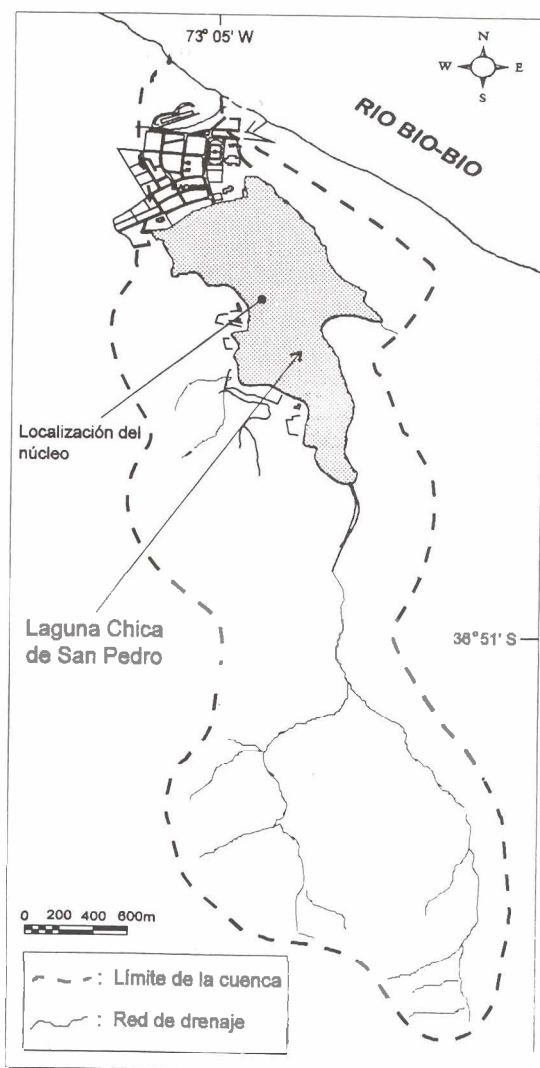 73° 05' W
N
W E
S
RIO BIO-BIO
Localización del
núcleo
Laguna Chica
de San Pedro
36°51' S
0 200 400 600m
: Límite de la cuenca
: Red de drenaje